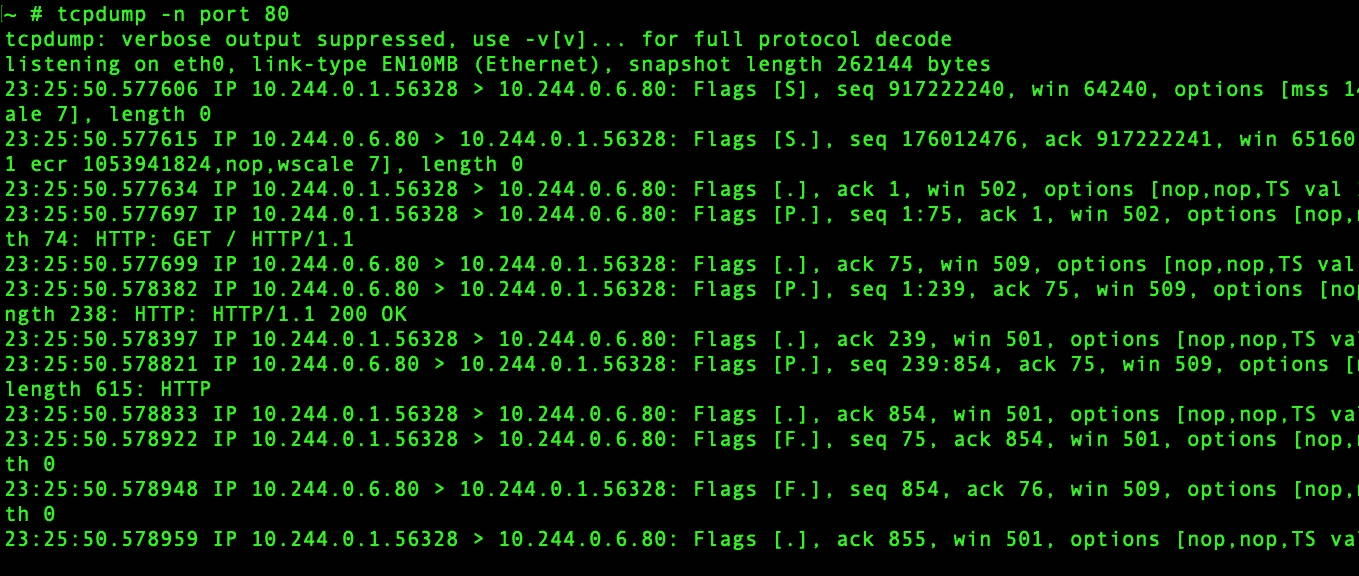 ~ # tcpdump -n port 80
tcpdump: verbose output suppressed, use -v[v]... for full protocol decode
listening on eth0, link-type EN10MB (Ethernet), snapshot length 262144 bytes
23:25:50.577606 IP 10.244.0.1.56328 > 10.244.0.6.80: Flags [S], seq 917222240, win 64240, options [mss 14
ale 7], length 0
23:25:50.577615 IP 10.244.0.6.80 > 10.244.0.1.56328: Flags [S.], seq 176012476, ack 917222241, win 65160
1 ecr 1053941824,nop,wscale 7], length 0
23:25:50.577634 IP 10.244.0.1.56328 > 10.244.0.6.80: Flags [.], ack 1, win 502, options [nop,nop,TS val
23:25:50.577697 IP 10.244.0.1.56328 > 10.244.0.6.80: Flags [P.], seq 1:75, ack 1, win 502, options [nop,
th 74: HTTP: GET / HTTP/1.1
23:25:50.577699 IP 10.244.0.6.80 > 10.244.0.1.56328: Flags [.], ack 75, win 509, options [nop,nop,TS val
23:25:50.578382 IP 10.244.0.6.80 > 10.244.0.1.56328: Flags [P.], seq 1:239, ack 75, win 509, options [no
ngth 238: HTTP: HTTP/1.1 200 OK
23:25:50.578397 IP 10.244.0.1.56328 > 10.244.0.6.80: Flags [.], ack 239, win 501, options [nop,nop,TS va
23:25:50.578821 IP 10.244.0.6.80 > 10.244.0.1.56328: Flags [P.], seq 239:854, ack 75, win 509, options [
length 615: HTTP
23:25:50.578833 IP 10.244.0.1.56328 > 10.244.0.6.80: Flags [.], ack 854, win 501, options [nop,nop,TS va
23:25:50.578922 IP 10.244.0.1.56328 > 10.244.0.6.80: Flags [F.], seq 75, ack 854, win 501, options [nop,
th 0
23:25:50.578948 IP 10.244.0.6.80 > 10.244.0.1.56328: Flags [F.], seq 854, ack 76, win 509, options [nop,
th 0
23:25:50.578959 IP 10.244.0.1.56328 > 10.244.0.6.80: Flags [.], ack 855, win 501, options [nop,nop,TS va